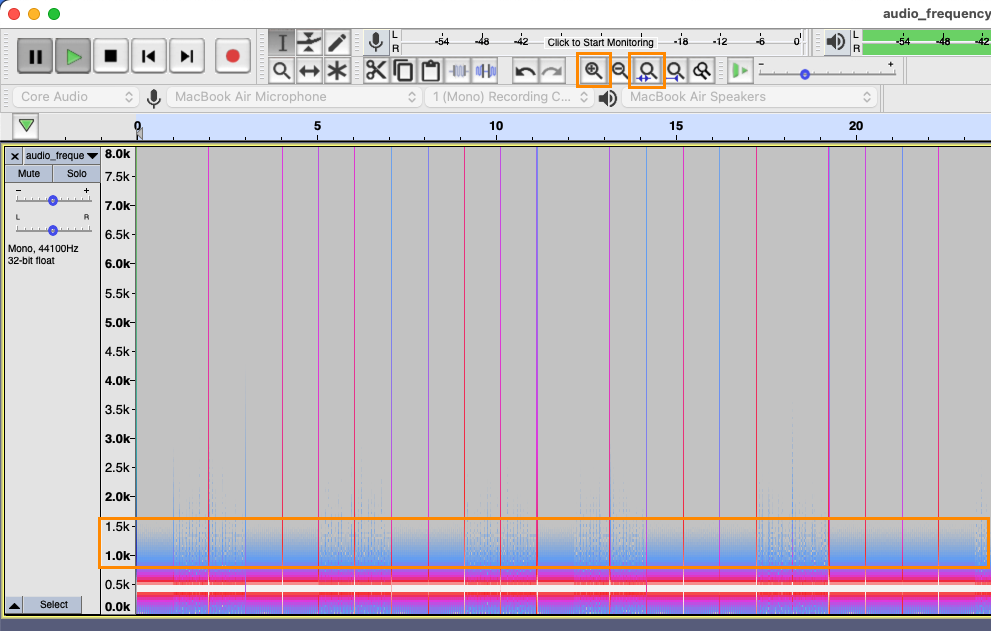 audio_frequency
L
R
-54 -48 -42 Click to Start Monitoring -18 -12 -6 0
L
R
-54 -48 -42
- +
Core Audio MacBook Air Microphone 1 (Mono) Recording C... MacBook Air Speakers
0 5 10 15 20
x audio_freque
Mute Solo
- +
L R
Mono, 44100Hz
32-bit float
8.0k
7.5k
7.0k
6.5k
6.0k
5.5k
5.0k
4.5k
4.0k
3.5k
3.0k
2.5k
2.0k
1.5k
1.0k
0.5k
0.0k
Select